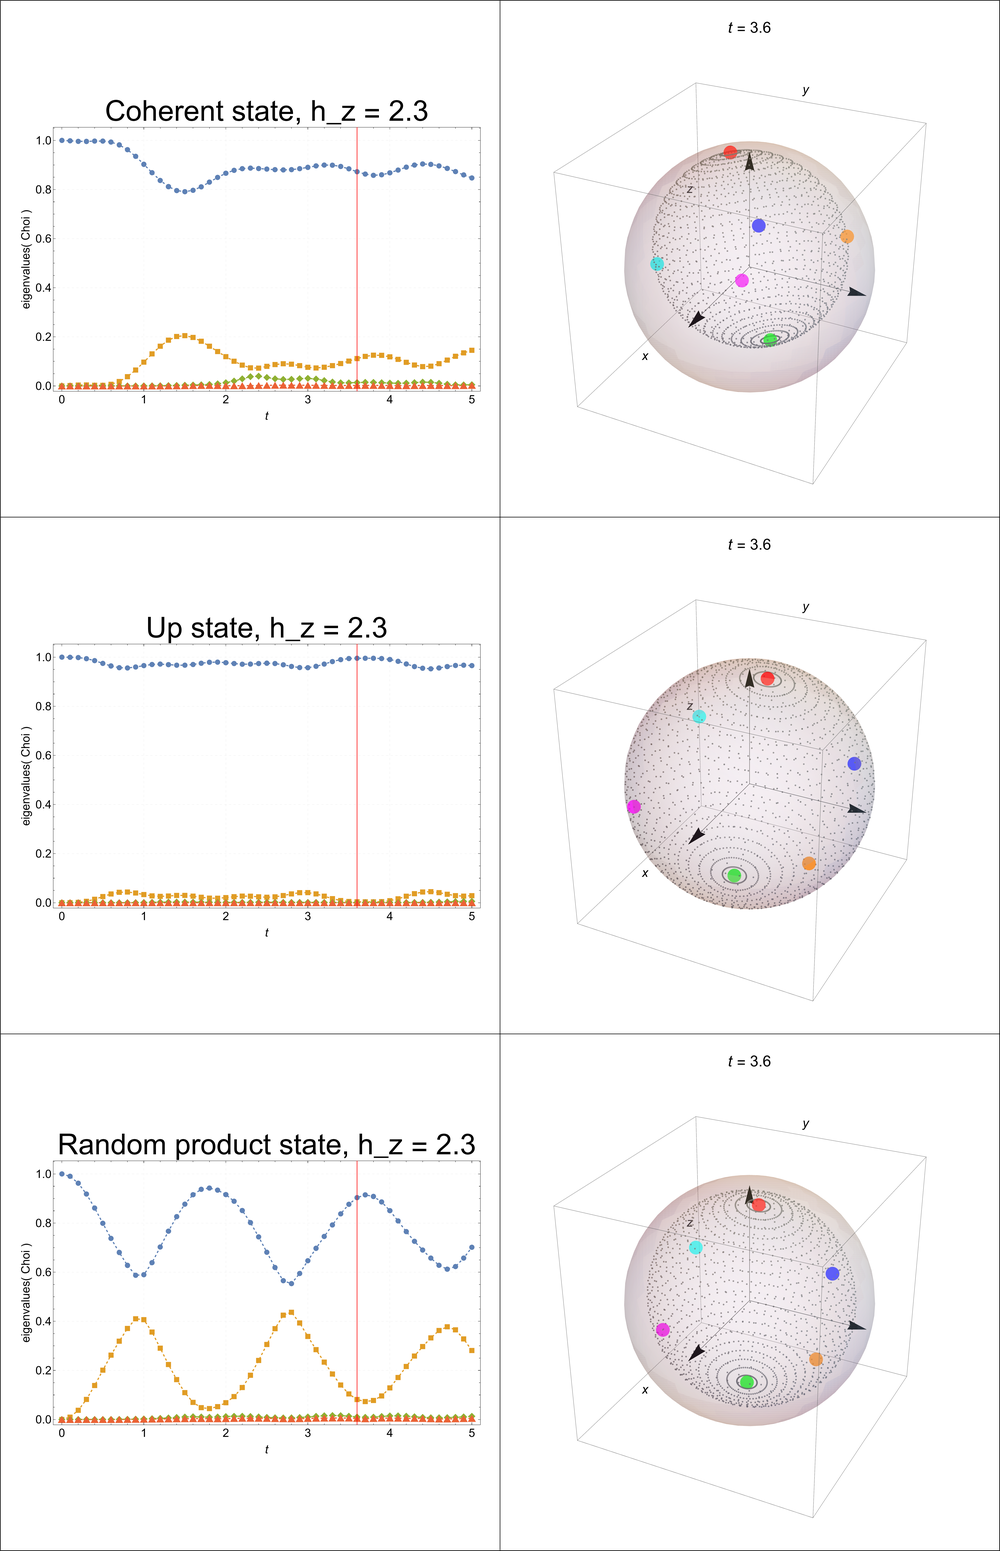 t = 3.6
y
Coherent state, h_z = 2.3
1.0
0.8
0.6
0.4
0.2
0.0
eigenvalues( Choi )
0 1 2 3 4 5
t
z
x
t = 3.6
y
Up state, h_z = 2.3
1.0
0.8
0.6
0.4
0.2
0.0
eigenvalues( Choi )
0 1 2 3 4 5
t
z
x
t = 3.6
y
Random product state, h_z = 2.3
1.0
0.8
0.6
0.4
0.2
0.0
eigenvalues( Choi )
0 1 2 3 4 5
t
z
x